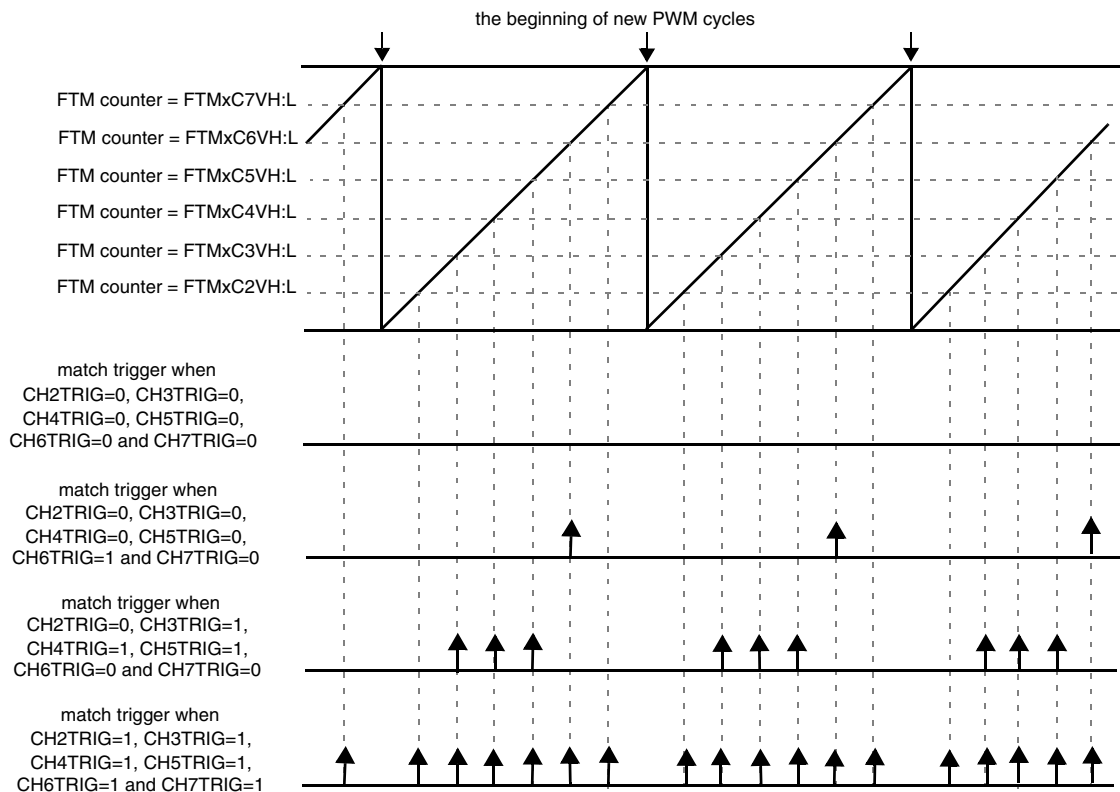 the beginning of new PWM cycles
FTM counter = FTMxC7VH:L
FTM counter = FTMxC6VH:L
FTM counter = FTMxC5VH:L
FTM counter = FTMxC4VH:L
FTM counter = FTMxC3VH:L
FTM counter = FTMxC2VH:L
match trigger when
CH2TRIG=0, CH3TRIG=0,
CH4TRIG=0, CH5TRIG=0,
CH6TRIG=0 and CH7TRIG=0
match trigger when
CH2TRIG=0, CH3TRIG=0,
CH4TRIG=0, CH5TRIG=0,
CH6TRIG=1 and CH7TRIG=0
match trigger when
CH2TRIG=0, CH3TRIG=1,
CH4TRIG=1, CH5TRIG=1,
CH6TRIG=0 and CH7TRIG=0
match trigger when
CH2TRIG=1, CH3TRIG=1,
CH4TRIG=1, CH5TRIG=1,
CH6TRIG=1 and CH7TRIG=1